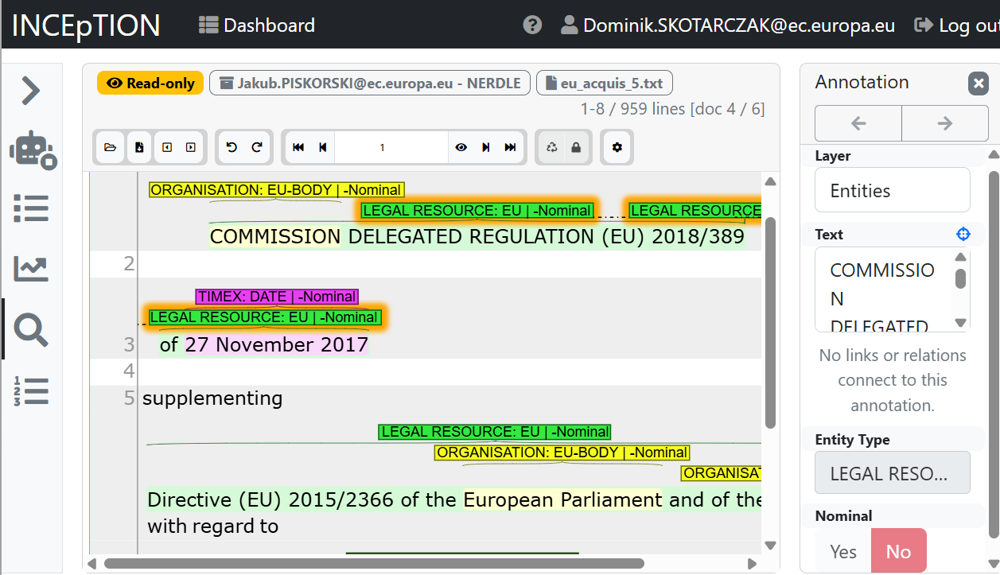 INCEpTION Dashboard Dominik.SKOTARCZAK@ec.europa.eu Log out
Read-only Jakub.PISKORSKI@ec.europa.eu - NERDLE eu_acquis_5.txt
1-8 / 959 lines [doc 4 / 6]
1
ORGANISATION: EU-BODY | -Nominal
LEGAL RESOURCE: EU | -Nominal LEGAL RESOURCE
COMMISSION DELEGATED REGULATION (EU) 2018/389
2
TIMEX: DATE | -Nominal
LEGAL RESOURCE: EU | -Nominal
3 of 27 November 2017
4
5 supplementing
LEGAL RESOURCE: EU | -Nominal
ORGANISATION: EU-BODY | -Nominal
ORGANISAT
Directive (EU) 2015/2366 of the European Parliament and of the
with regard to
Annotation
Layer
Entities
Text
COMMISSIO
N
DELEGATED
No links or relations
connect to this
annotation.
Entity Type
LEGAL RESO...
Nominal
Yes No